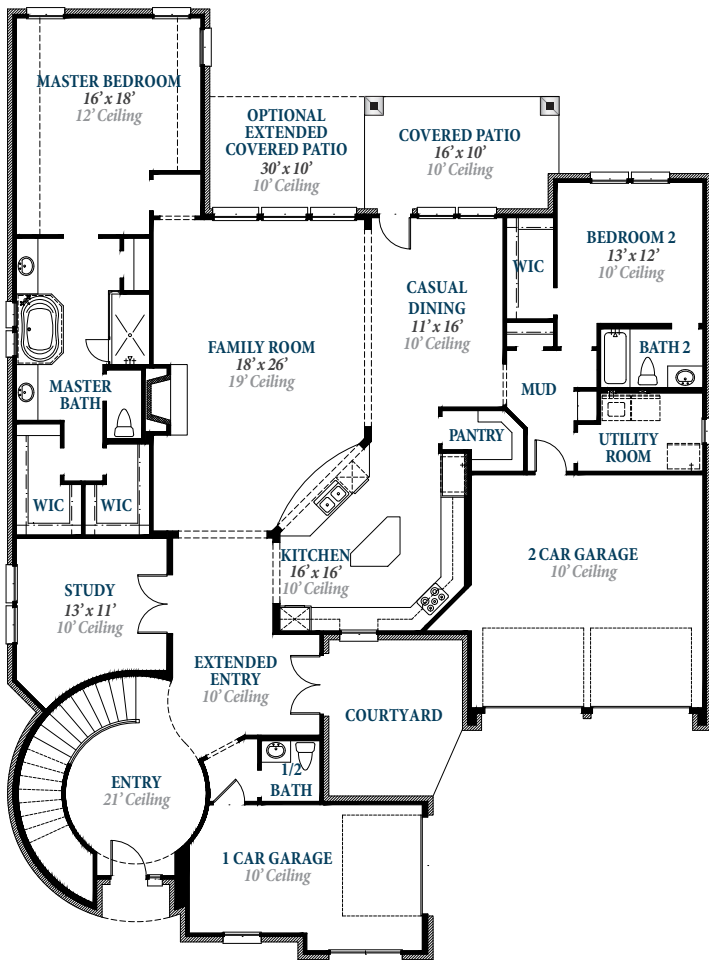 MASTER BEDROOM
16' x 18'
12' Ceiling
OPTIONAL
EXTENDED
COVERED PATIO
30' x 10'
10' Ceiling
COVERED PATIO
16' x 10'
10' Ceiling
BEDROOM 2
13' x 12'
10' Ceiling
WIC
CASUAL
DINING
11' x 16'
10' Ceiling
FAMILY ROOM
18' x 26'
19' Ceiling
BATH 2
MASTER
BATH
MUD
PANTRY
UTILITY
ROOM
WIC
WIC
KITCHEN
16' x 16'
10' Ceiling
2 CAR GARAGE
10' Ceiling
STUDY
13' x 11'
10' Ceiling
EXTENDED
ENTRY
10' Ceiling
COURTYARD
ENTRY
21' Ceiling
1/2
BATH
1 CAR GARAGE
10' Ceiling